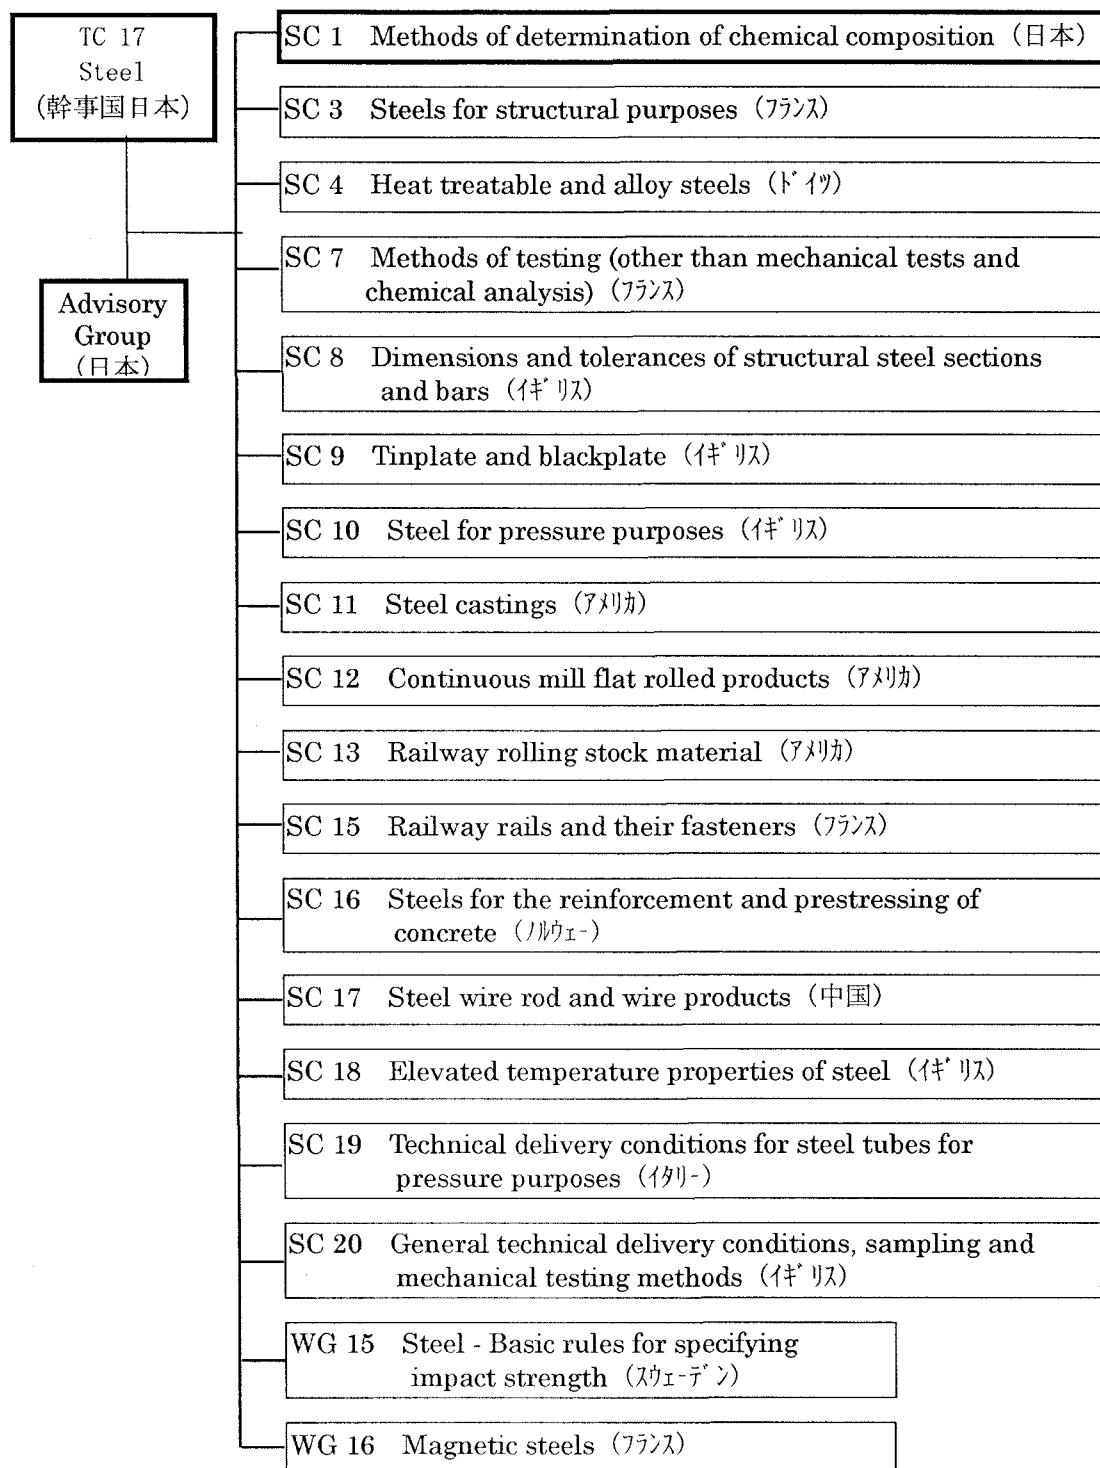 TC 17
Steel
(幹事国日本)
Advisory
Group
(日本)
SC 1 Methods of determination of chemical composition (日本)
SC 3 Steels for structural purposes (フランス)
SC 4 Heat treatable and alloy steels (ドイツ)
SC 7 Methods of testing (other than mechanical tests and
chemical analysis) (フランス)
SC 8 Dimensions and tolerances of structural steel sections
and bars (イギリス)
SC 9 Tinplate and blackplate (イギリス)
SC 10 Steel for pressure purposes (イギリス)
SC 11 Steel castings (アメリカ)
SC 12 Continuous mill flat rolled products (アメリカ)
SC 13 Railway rolling stock material (アメリカ)
SC 15 Railway rails and their fasteners (フランス)
SC 16 Steels for the reinforcement and prestressing of
concrete (ノルウェー)
SC 17 Steel wire rod and wire products (中国)
SC 18 Elevated temperature properties of steel (イギリス)
SC 19 Technical delivery conditions for steel tubes for
pressure purposes (イタリー)
SC 20 General technical delivery conditions, sampling and
mechanical testing methods (イギリス)
WG 15 Steel - Basic rules for specifying
impact strength (スウェーデン)
WG 16 Magnetic steels (フランス)